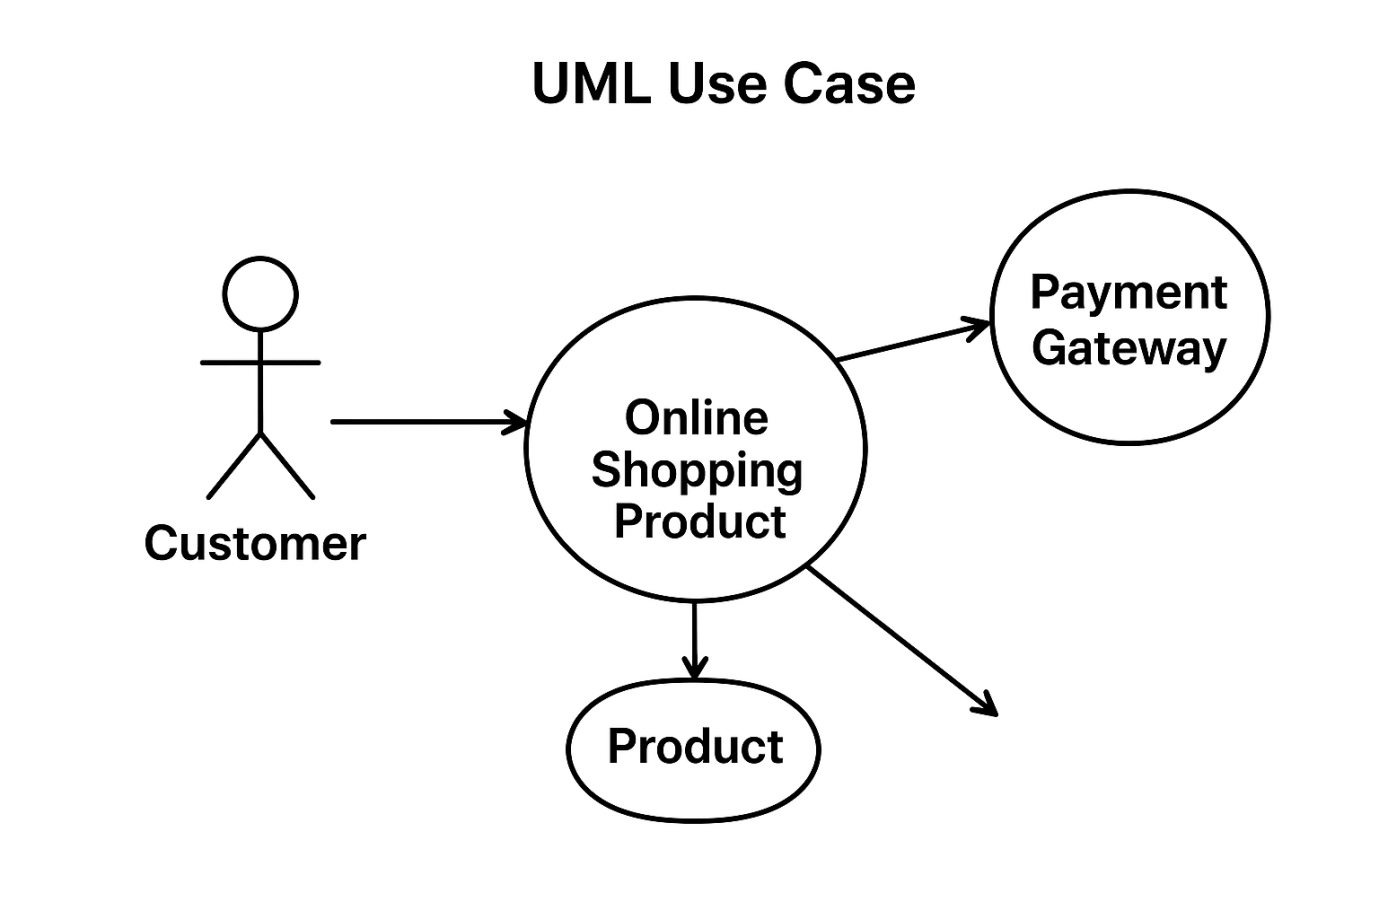 UML Use Case
Customer
Online
Shopping
Product
Payment
Gateway
Product